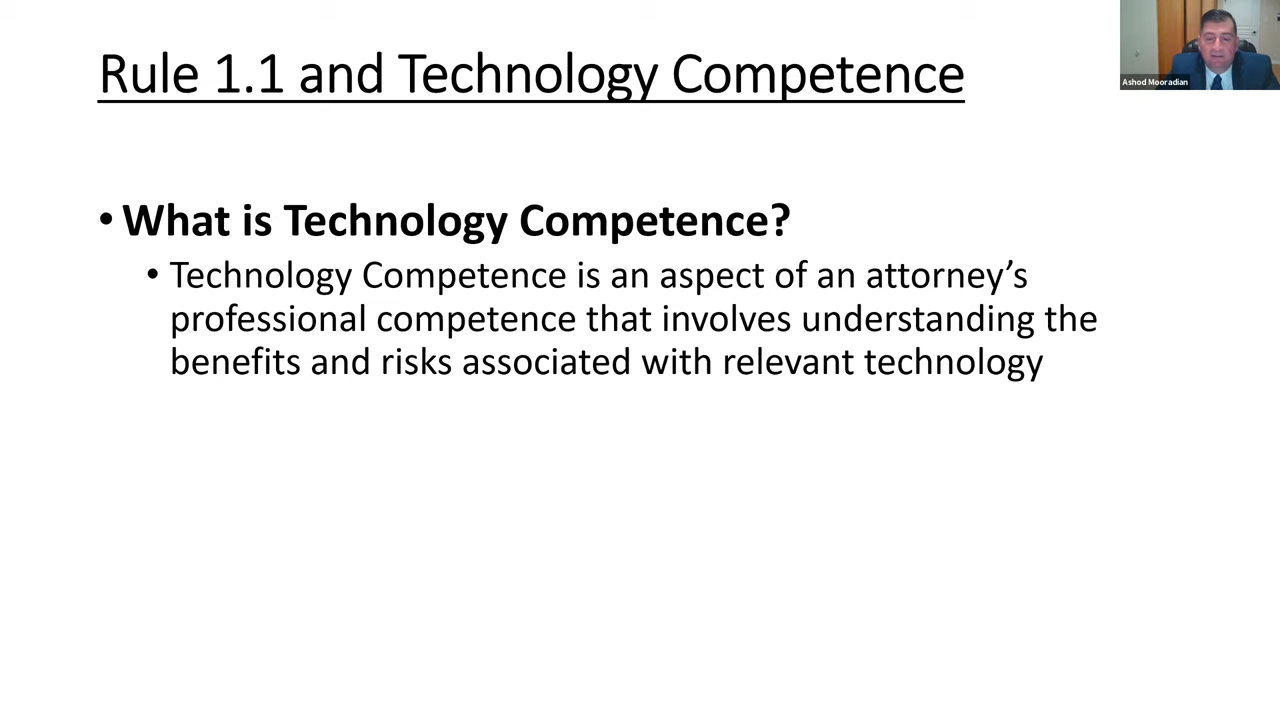 Rule 1.1 and Technology Competence
Ashod Mooradian
• What is Technology Competence?
• Technology Competence is an aspect of an attorney’s
professional competence that involves understanding the
benefits and risks associated with relevant technology